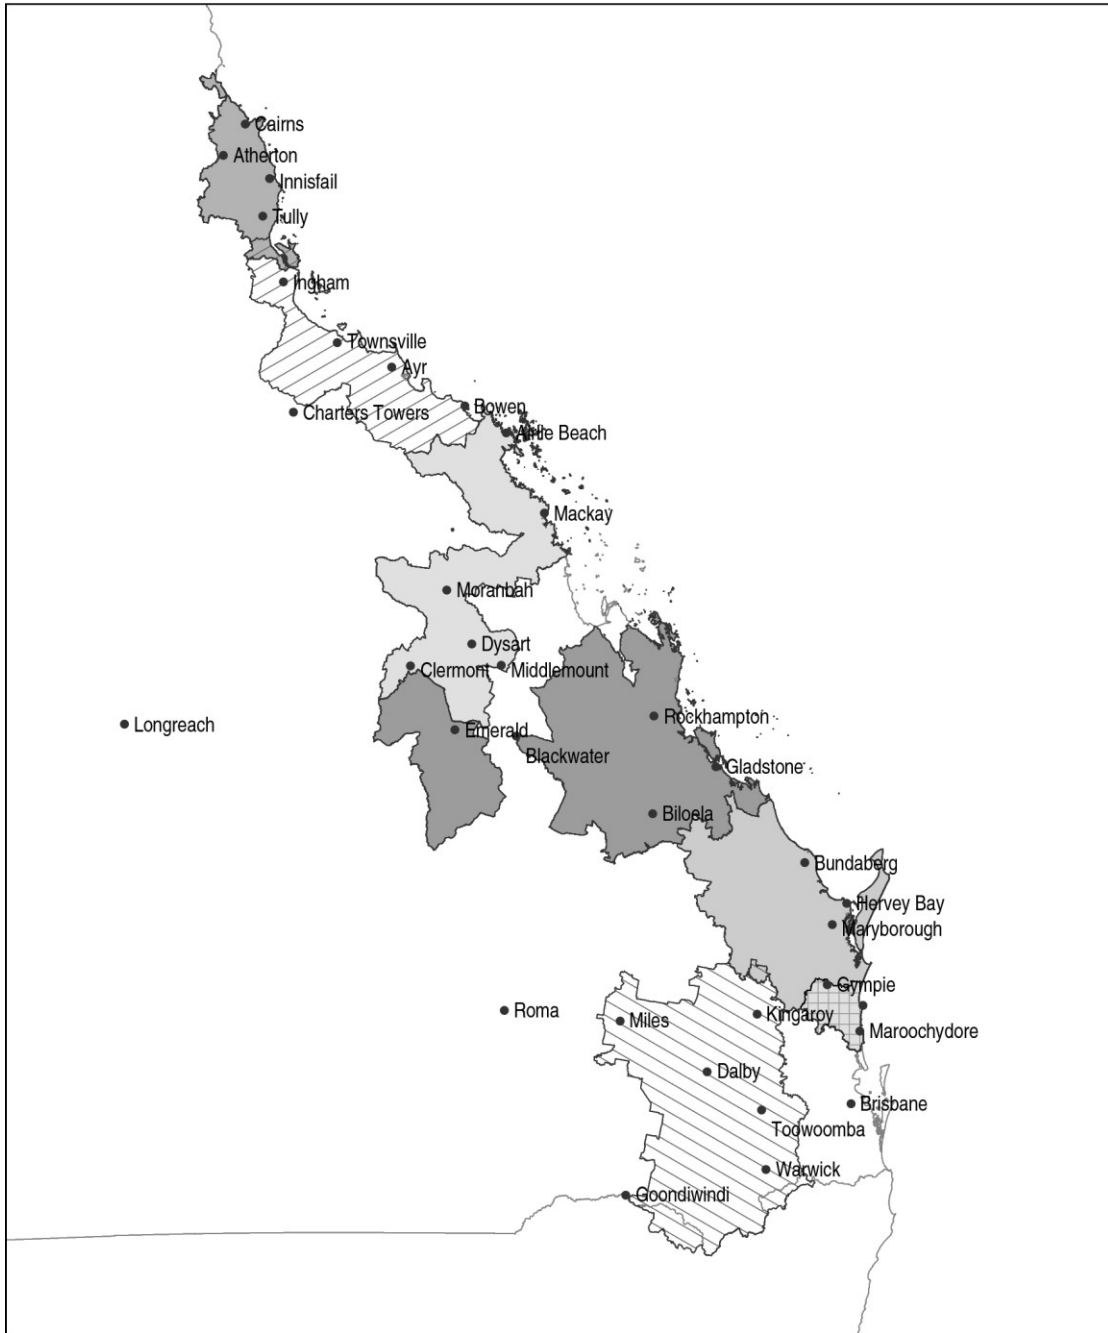 Cairns
Atherton
Innisfail
Tully
Ingham
Townsville
Ayr
Bowen
Charters Towers
Airlie Beach
Mackay
Moranbah
Dysart
Clermont
Middlemount
Rockhampton
Longreach
Emerald
Blackwater
Gladstone
Biloela
Bundaberg
Hervey Bay
Maryborough
Gympie
Roma
Miles
Kingaroy
Maroochydore
Dalby
Brisbane
Toowoomba
Warwick
Goondiwindi